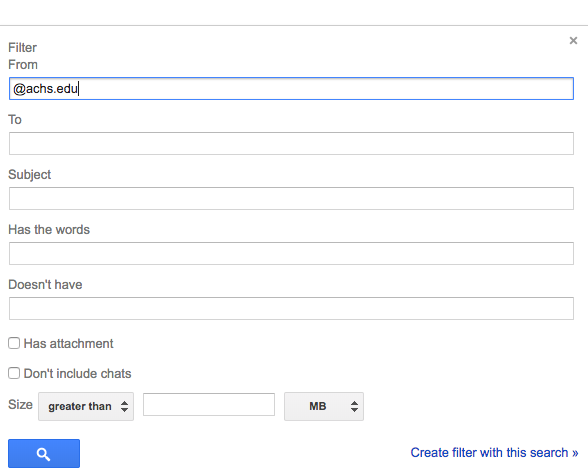 Filter
From
@achs.edu
To
Subject
Has the words
Doesn't have
Has attachment
Don't include chats
Size greater than MB
Create filter with this search »